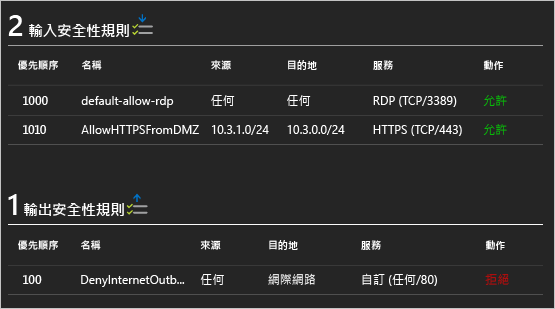 2 輸入安全性規則
優先順序 名稱 來源 目的地 服務 動作
1000 default-allow-rdp 任何 任何 RDP (TCP/3389) 允許
1010 AllowHTTPSFromDMZ 10.3.1.0/24 10.3.0.0/24 HTTPS (TCP/443) 允許
1 輸出安全性規則
優先順序 名稱 來源 目的地 服務 動作
100 DenyInternetOutb... 任何 網際網路 自訂 (任何/80) 拒絕